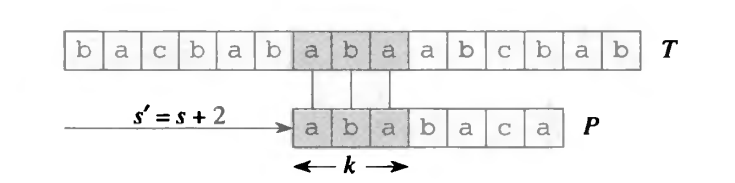 b a c b a b a b a a b c b a b T
s′ = s + 2 a b a b a c a P
k